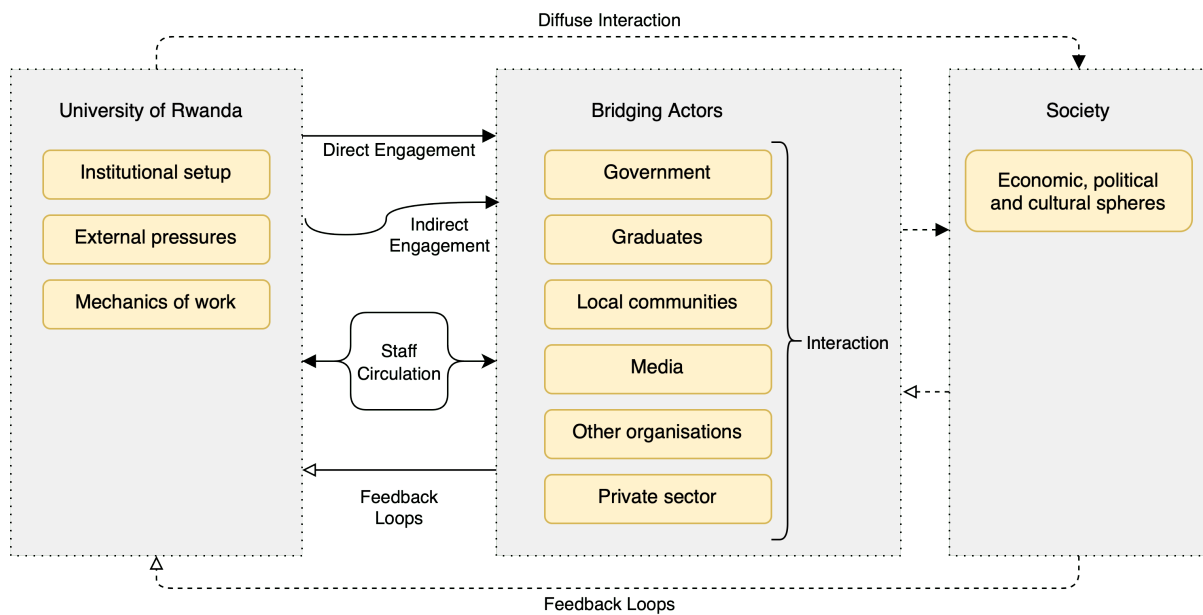 Diffuse Interaction
University of Rwanda
Institutional setup
External pressures
Mechanics of work
Direct Engagement
Indirect
Engagement
Staff
Circulation
Feedback
Loops
Bridging Actors
Government
Graduates
Local communities
Media
Other organisations
Private sector
Interaction
Society
Economic, political
and cultural spheres
Feedback Loops